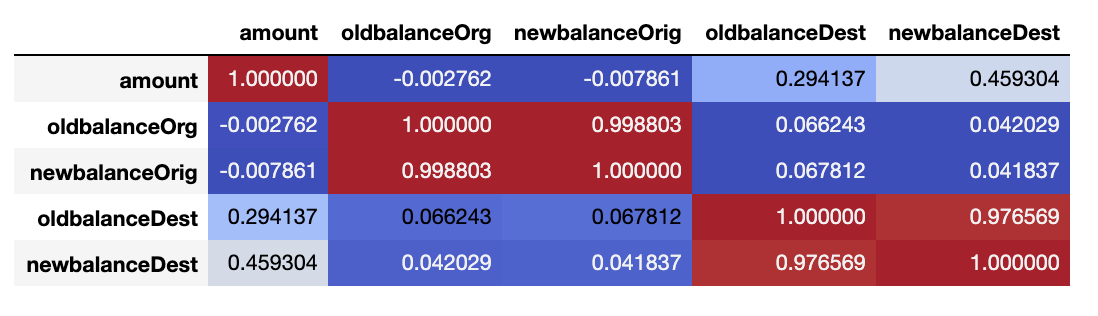 amount oldbalanceOrg newbalanceOrig oldbalanceDest newbalanceDest
amount 1.000000 -0.002762 -0.007861 0.294137 0.459304
oldbalanceOrg -0.002762 1.000000 0.998803 0.066243 0.042029
newbalanceOrig -0.007861 0.998803 1.000000 0.067812 0.041837
oldbalanceDest 0.294137 0.066243 0.067812 1.000000 0.976569
newbalanceDest 0.459304 0.042029 0.041837 0.976569 1.000000